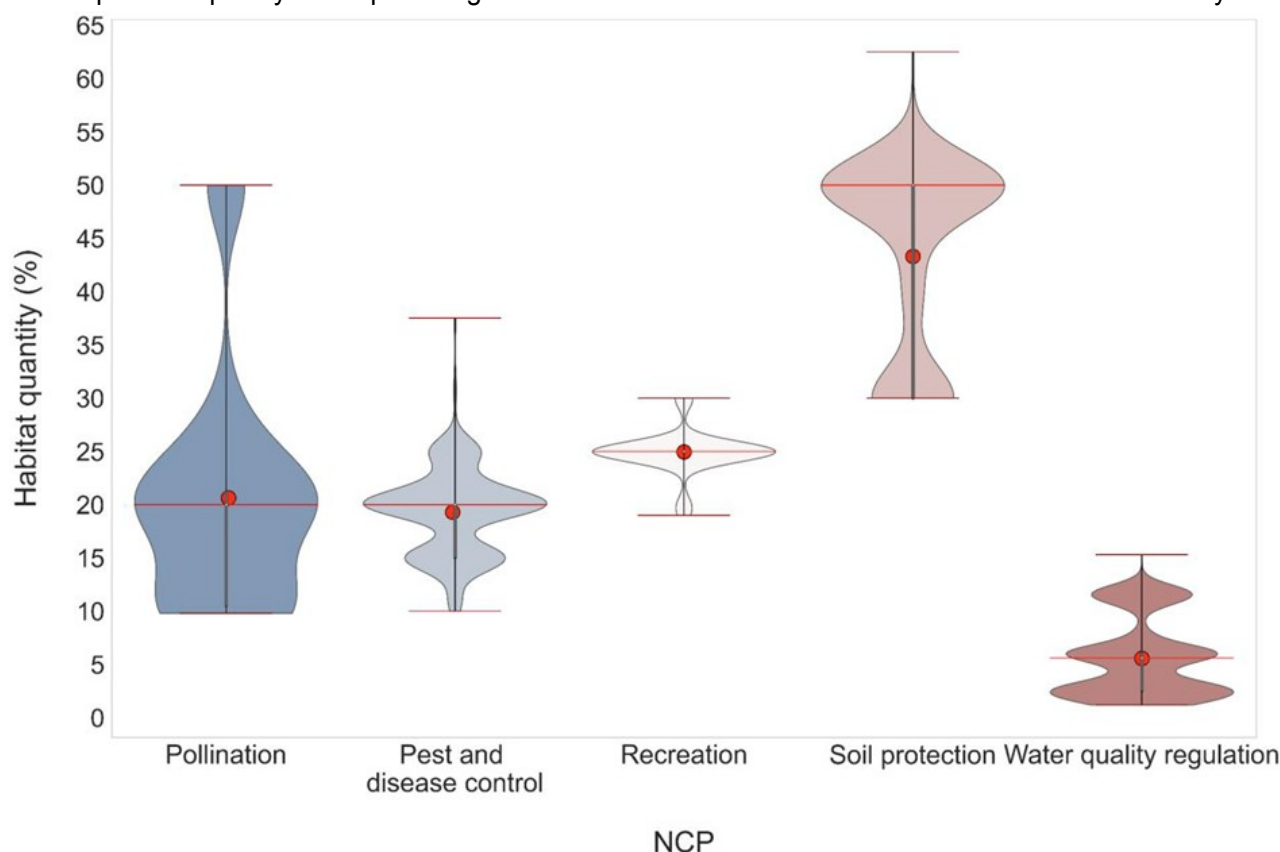 65
60
55
50
45
40
35
30
25
20
15
10
5
0
Habitat quantity (%)
Pollination
Pest and
disease control
Recreation
Soil protection
Water quality regulation
NCP